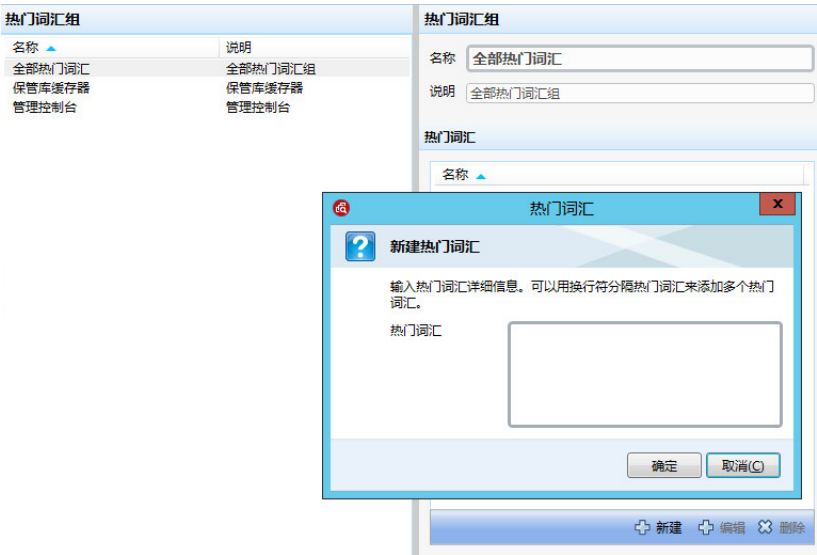 热门词汇组
名称 说明
全部热门词汇 全部热门词汇组
保管库缓存器 保管库缓存器
管理控制台 管理控制台
热门词汇组
名称 全部热门词汇
说明 全部热门词汇组
热门词汇
名称
热门词汇
x
新建热门词汇
输入热门词汇详细信息。可以用换行符分隔热门词汇来添加多个热门
词汇。
热门词汇
确定 取消(C)
新建 编辑 删除